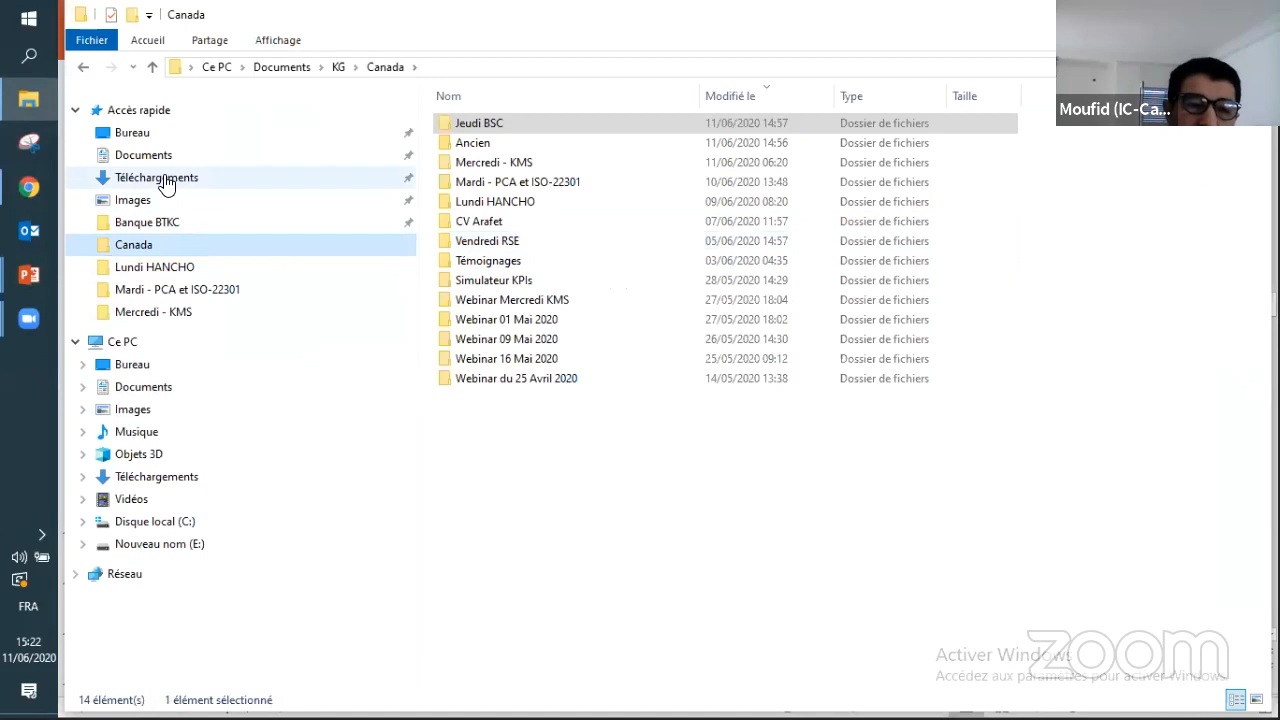 Canada
Fichier Accueil Partage Affichage
Ce PC Documents KG Canada
Moufid (IC-Ca...
Nom Modifié le Type Taille
Accès rapide
Bureau
Documents
Téléchargements
Images
Banque BTKC
Canada
Lundi HANCHO
Mardi - PCA et ISO-22301
Mercredi - KMS
Ce PC
Bureau
Documents
Images
Musique
Objets 3D
Téléchargements
Vidéos
Disque local (C:)
Nouveau nom (E:)
Réseau
Jeudi BSC 11/06/2020 14:57 Dossier de fichiers
Ancien 11/06/2020 14:56 Dossier de fichiers
Mercredi - KMS 11/06/2020 06:20 Dossier de fichiers
Mardi - PCA et ISO-22301 10/06/2020 13:48 Dossier de fichiers
Lundi HANCHO 09/06/2020 08:20 Dossier de fichiers
CV Arafet 07/06/2020 11:57 Dossier de fichiers
Vendredi RSE 05/06/2020 14:57 Dossier de fichiers
Témoignages 03/06/2020 04:35 Dossier de fichiers
Simulateur KPIs 28/05/2020 14:29 Dossier de fichiers
Webinar Mercredi KMS 27/05/2020 18:04 Dossier de fichiers
Webinar 01 Mai 2020 27/05/2020 18:02 Dossier de fichiers
Webinar 09 Mai 2020 26/05/2020 14:30 Dossier de fichiers
Webinar 16 Mai 2020 25/05/2020 09:12 Dossier de fichiers
Webinar du 25 Avril 2020 14/05/2020 13:38 Dossier de fichiers
FRA
15:22
11/06/2020
Activer Windows
Accédez aux paramètres pour activer Windows.
zoom
14 élément(s) 1 élément sélectionné